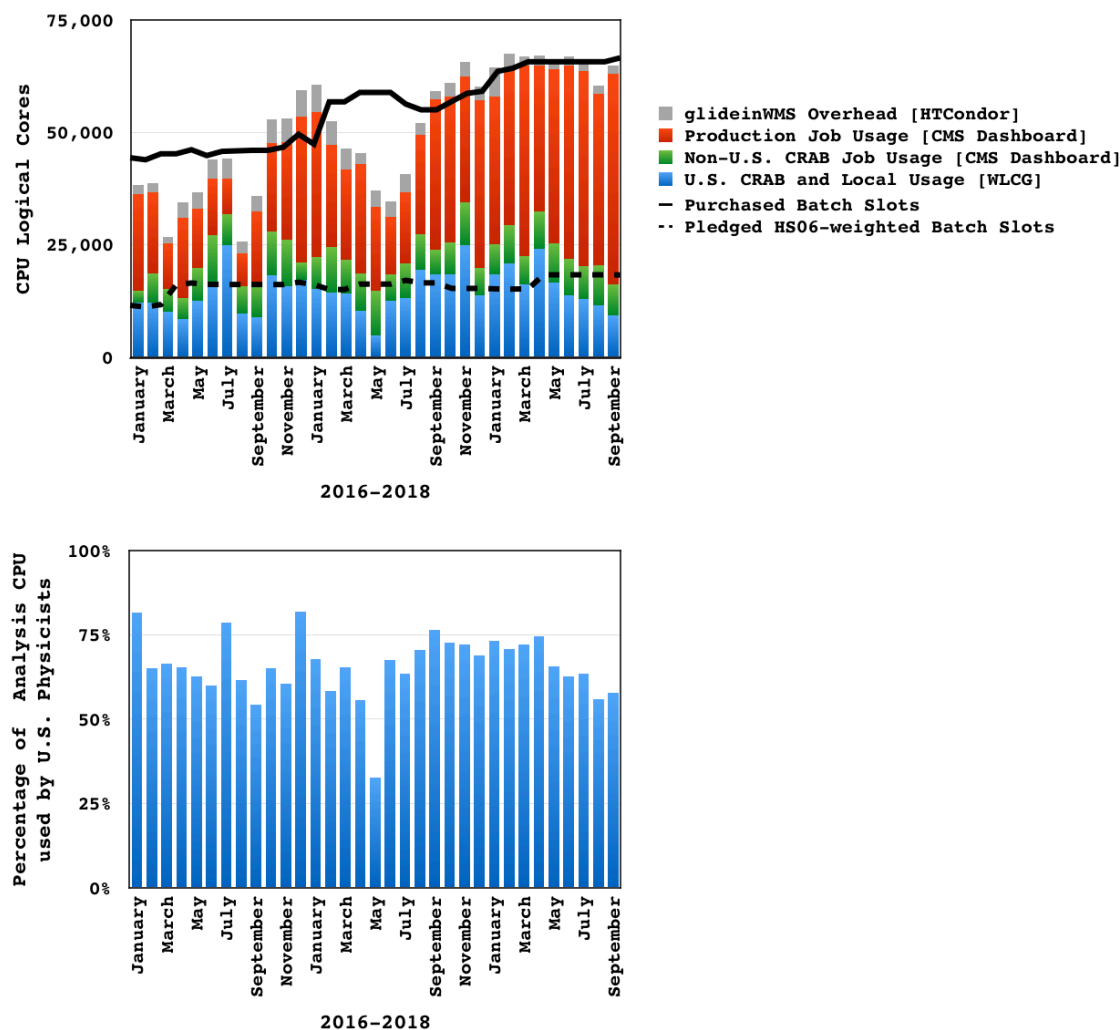 75,000
50,000
25,000
0
CPU Logical Cores
January
March
May
July
September
November
January
March
May
July
September
November
January
March
May
July
September
2016-2018
glideinWMS Overhead [HTCondor]
Production Job Usage [CMS Dashboard]
Non-U.S. CRAB Job Usage [CMS Dashboard]
U.S. CRAB and Local Usage [WLCG]
Purchased Batch Slots
Pledged HS06-weighted Batch Slots
100%
75%
50%
25%
0%
Percentage of Analysis CPU
used by U.S. Physicists
January
March
May
July
September
November
January
March
May
July
September
November
January
March
May
July
September
2016-2018